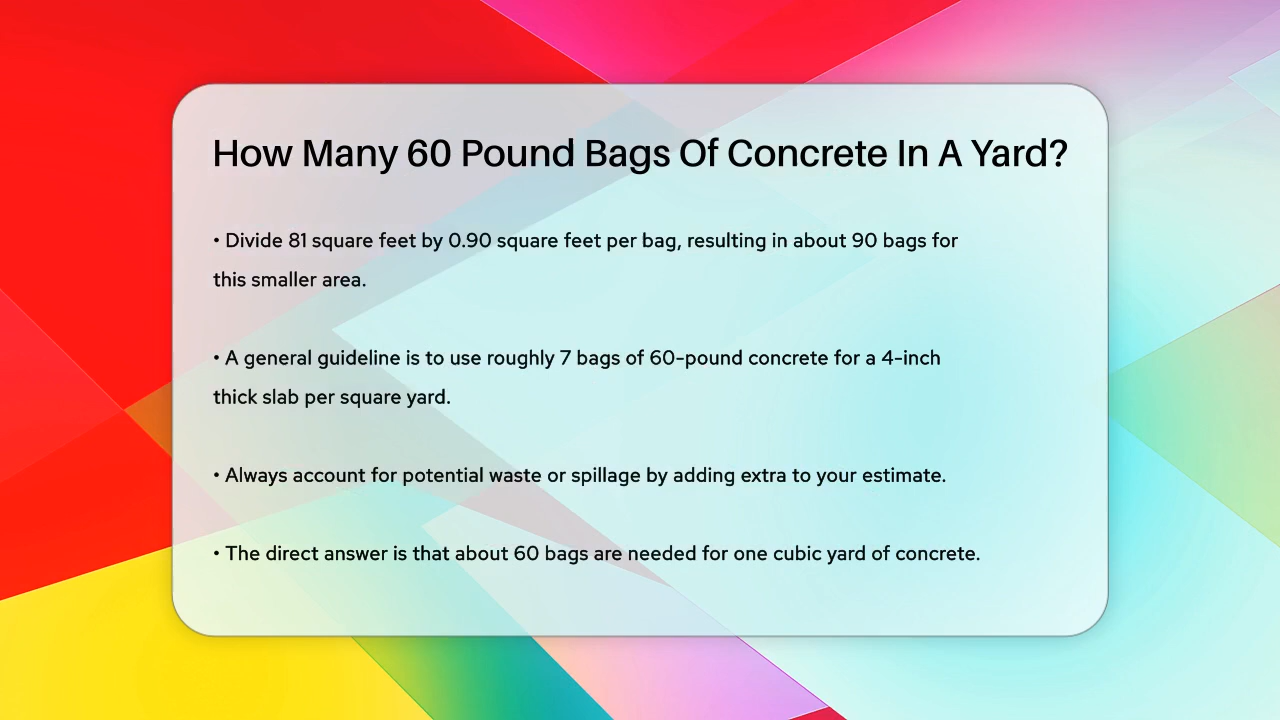 How Many 60 Pound Bags Of Concrete In A Yard?
• Divide 81 square feet by 0.90 square feet per bag, resulting in about 90 bags for
this smaller area.
• A general guideline is to use roughly 7 bags of 60-pound concrete for a 4-inch
thick slab per square yard.
• Always account for potential waste or spillage by adding extra to your estimate.
• The direct answer is that about 60 bags are needed for one cubic yard of concrete.